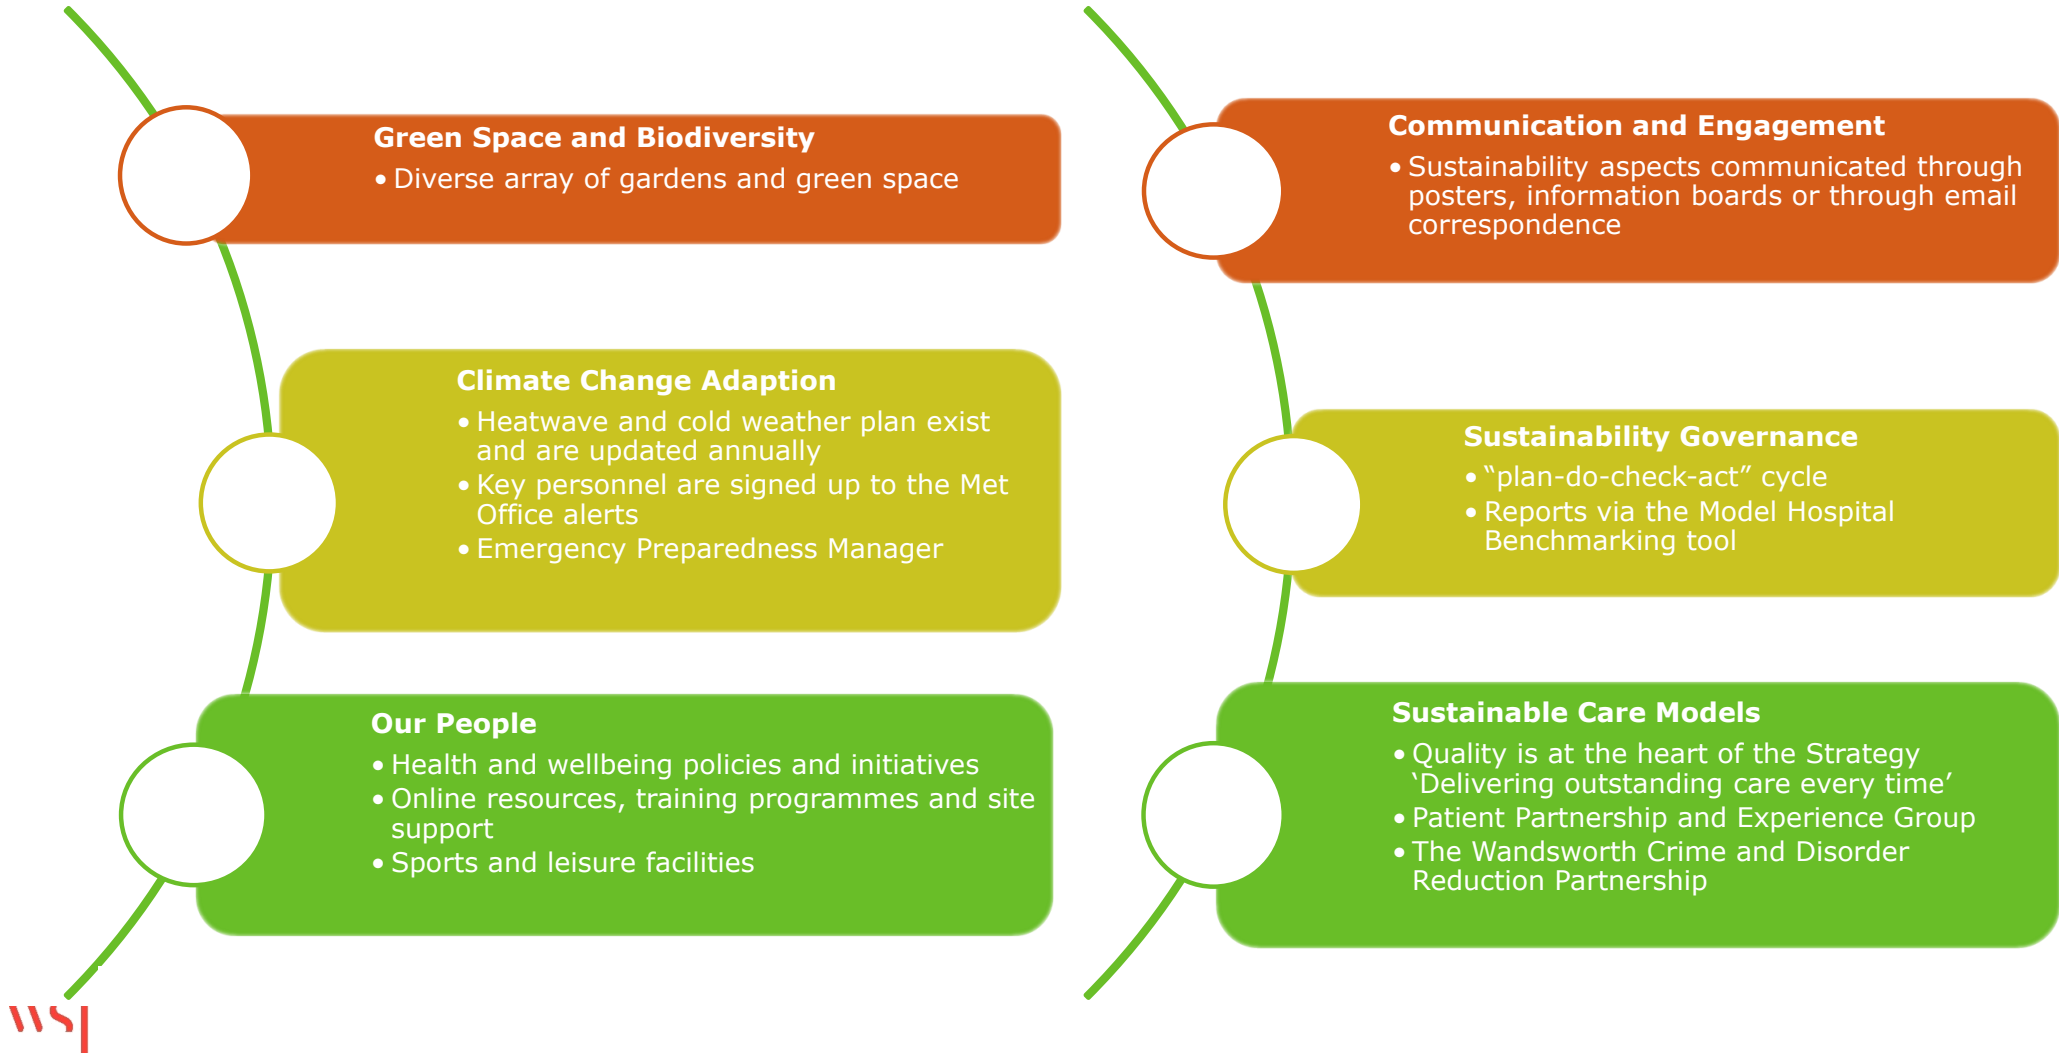 Green Space and Biodiversity
• Diverse array of gardens and green space
Climate Change Adaption
• Heatwave and cold weather plan exist
and are updated annually
• Key personnel are signed up to the Met
Office alerts
• Emergency Preparedness Manager
Our People
• Health and wellbeing policies and initiatives
• Online resources, training programmes and site
support
• Sports and leisure facilities
Communication and Engagement
• Sustainability aspects communicated through
posters, information boards or through email
correspondence
Sustainability Governance
• “plan-do-check-act” cycle
• Reports via the Model Hospital
Benchmarking tool
Sustainable Care Models
• Quality is at the heart of the Strategy
‘Delivering outstanding care every time’
• Patient Partnership and Experience Group
• The Wandsworth Crime and Disorder
Reduction Partnership